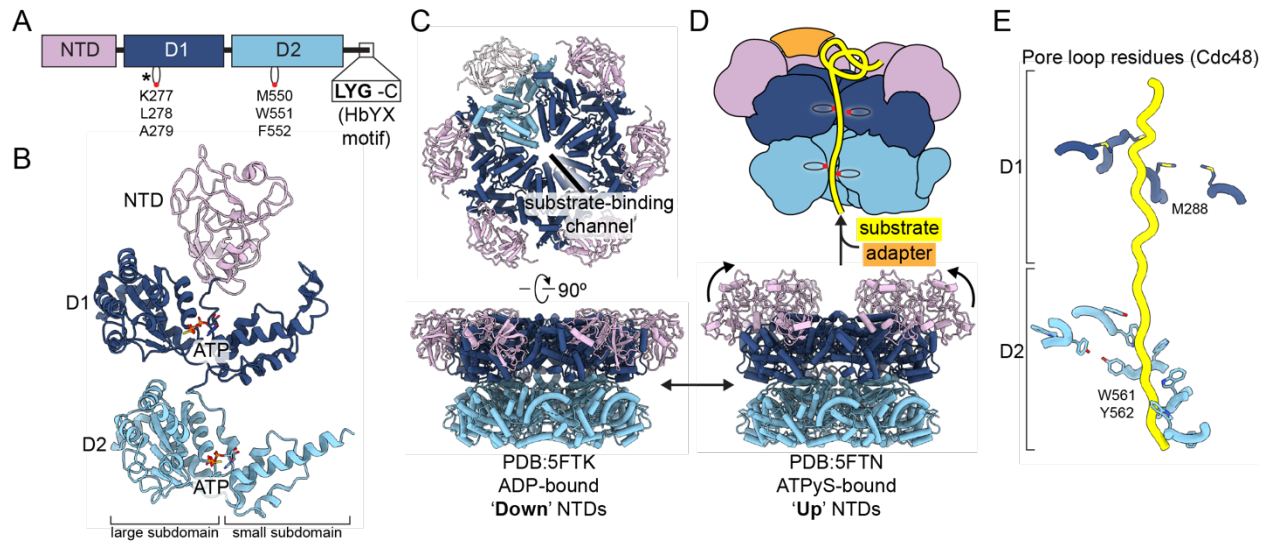 A
NTD
D1
D2
*
K277
L278
A279
M550
W551
F552
LYG -C
(HbYX
motif)
B
NTD
D1
ATP
D2
ATP
large subdomain
small subdomain
C
substrate-binding
channel
90º
PDB:5FTK
ADP-bound
‘Down’ NTDs
D
substrate
adapter
PDB:5FTN
ATPyS-bound
‘Up’ NTDs
E
Pore loop residues (Cdc48)
D1
M288
D2
W561
Y562